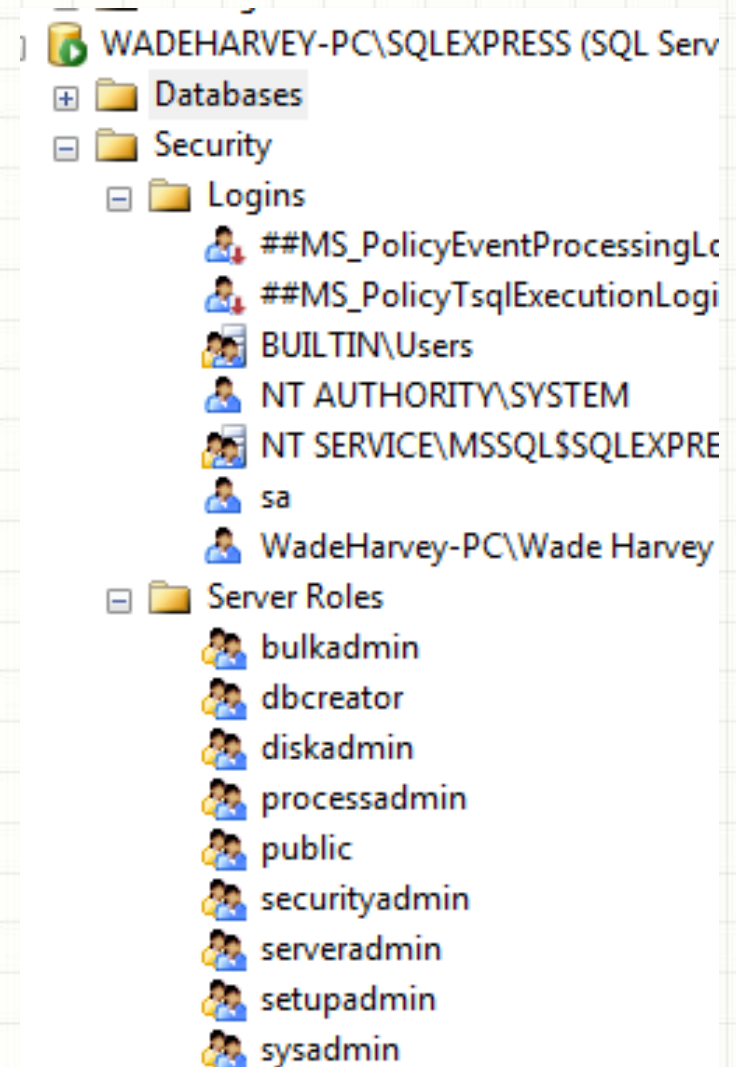 WADEHARVEY-PC\SQLEXPRESS (SQL Serv
Databases
Security
Logins
##MS_PolicyEventProcessingLo
##MS_PolicyTsqlExecutionLogi
BUILTIN\Users
NT AUTHORITY\SYSTEM
NT SERVICE\MSSQL$SQLEXPRE
sa
WadeHarvey-PC\Wade Harvey
Server Roles
bulkadmin
dbcreator
diskadmin
processadmin
public
securityadmin
serveradmin
setupadmin
sysadmin